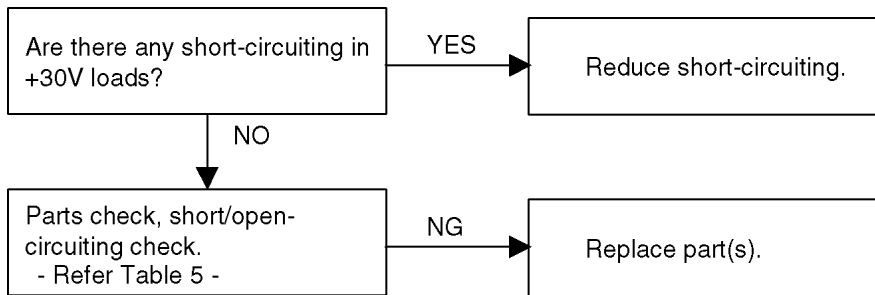 Are there any short-circuiting in
+30V loads?
YES
Reduce short-circuiting.
NO
Parts check, short/open-
circuiting check.
- Refer Table 5 -
NG
Replace part(s).